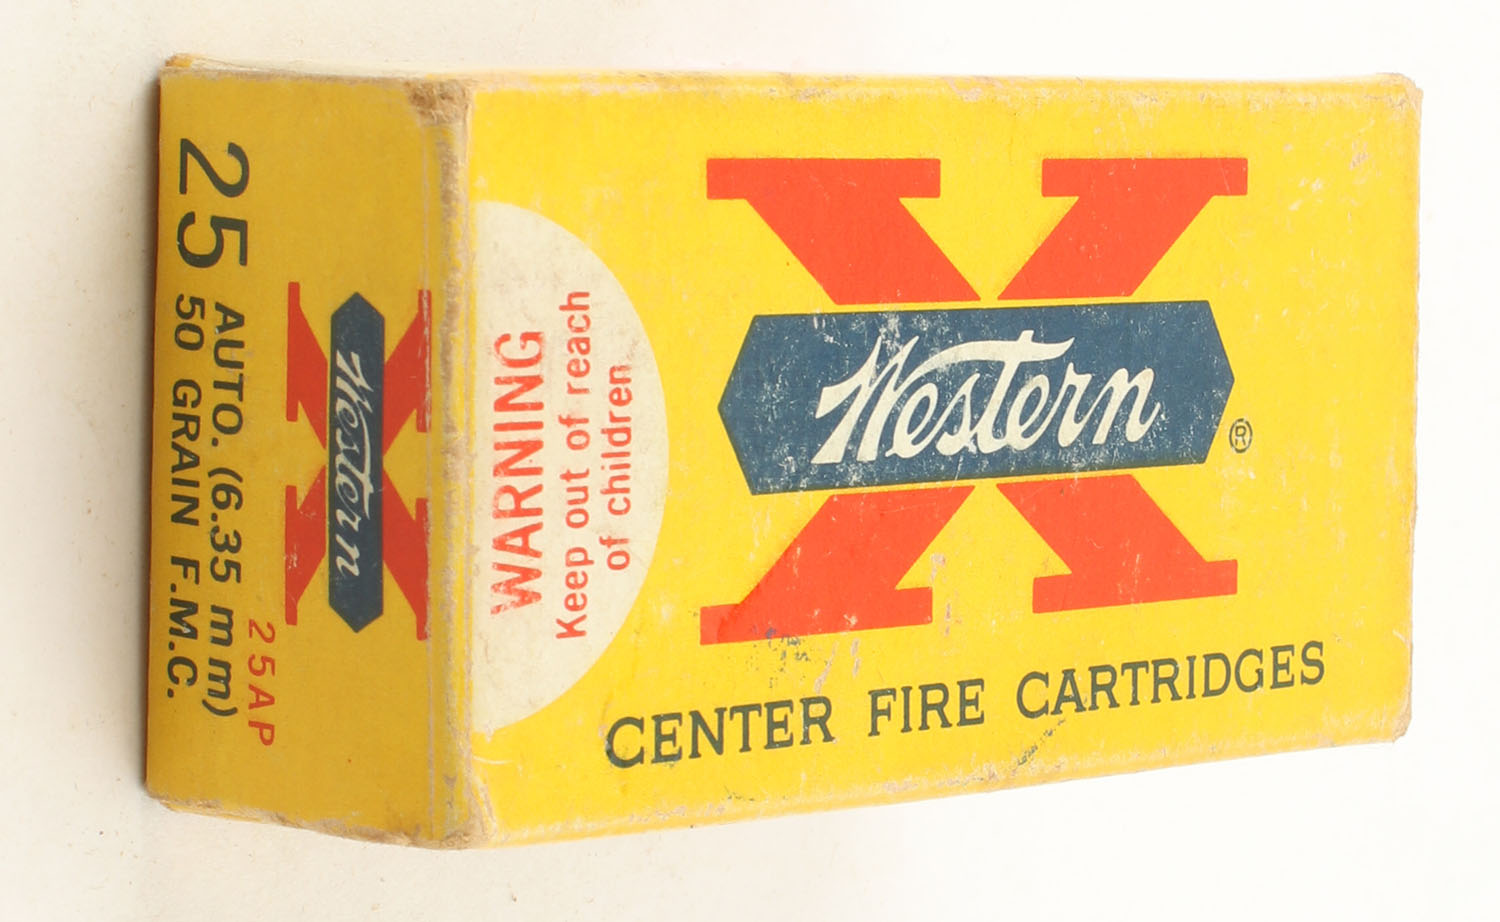 25 AUTO. (6.35 mm)
50 GRAIN F.M.C.
25AP
Western
X
WARNING
Keep out of reach
of children
X
Western
®
CENTER FIRE CARTRIDGES